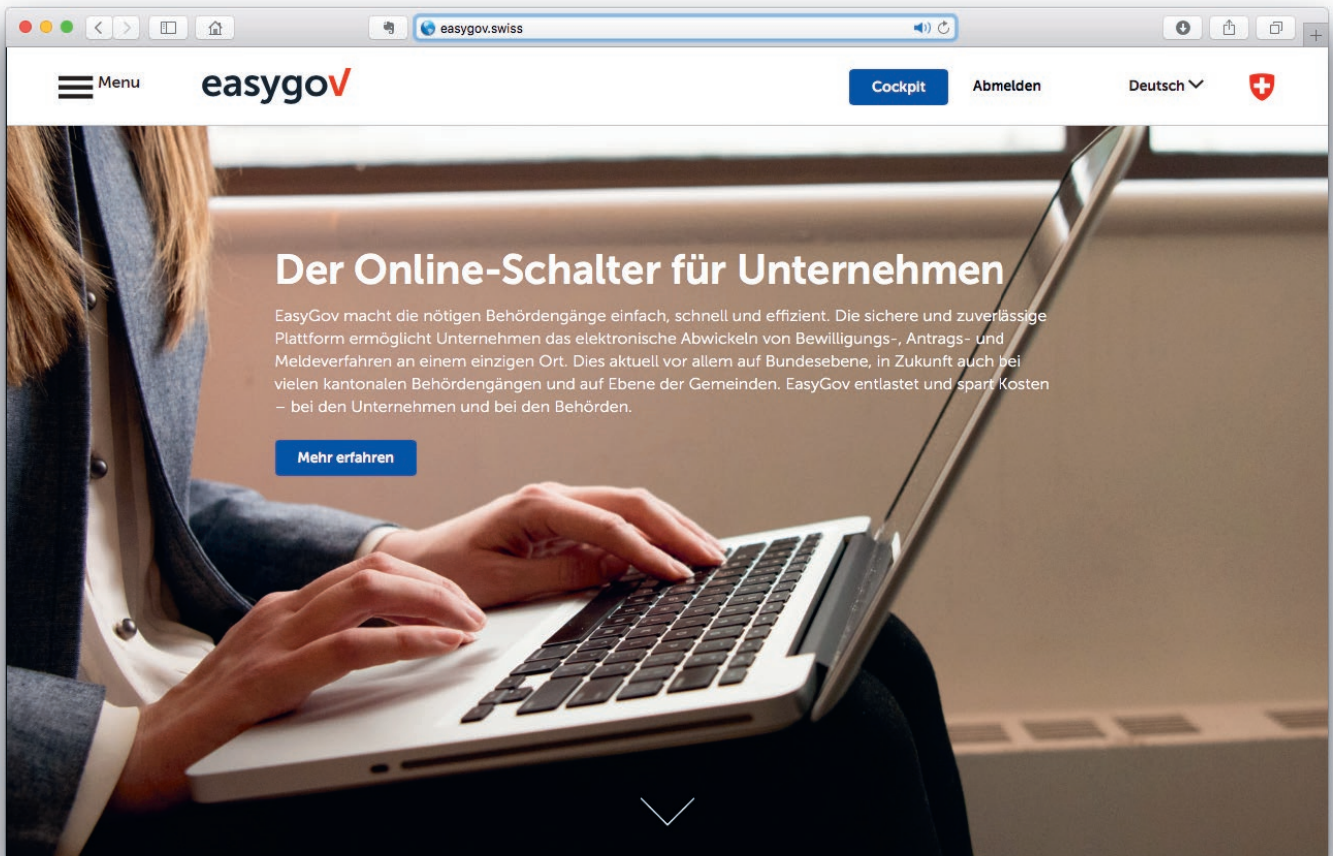 easygov.swiss
Menu
easygov
Cockpit
Abmelden
Deutsch
Der Online-Schalter für Unternehmen
EasyGov macht die nötigen Behördengänge einfach, schnell und effizient. Die sichere und zuverlässige
Plattform ermöglicht Unternehmen das elektronische Abwickeln von Bewilligungs-, Antrags- und
Meldeverfahren an einem einzigen Ort. Dies aktuell vor allem auf Bundesebene, in Zukunft auch bei
vielen kantonalen Behördengängen und auf Ebene der Gemeinden. EasyGov entlastet und spart Kosten
– bei den Unternehmen und bei den Behörden.
Mehr erfahren